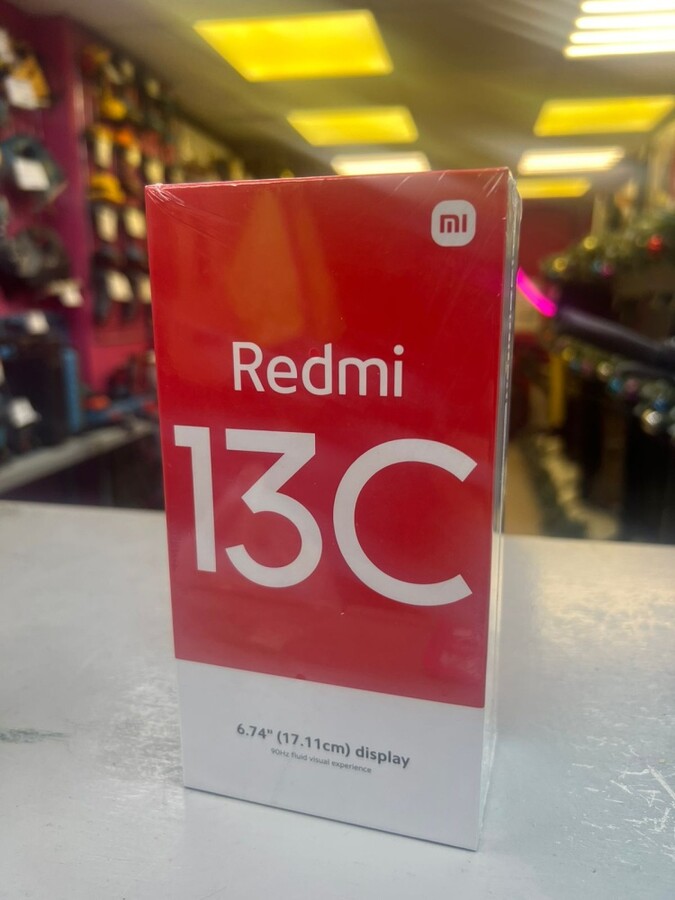 mi
Redmi
13C
6.74" (17.11cm) display
90Hz fluid visual experience